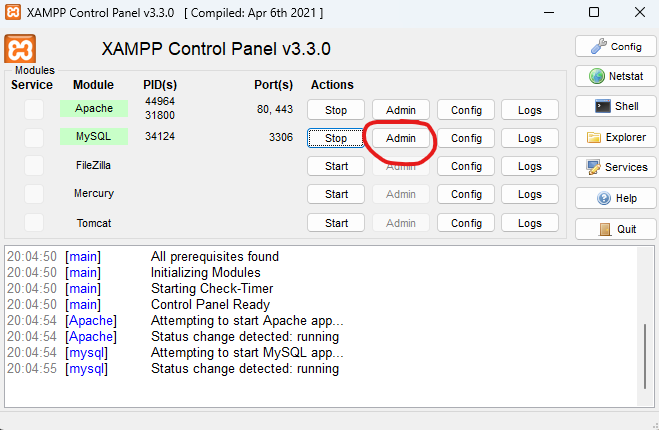 XAMPP Control Panel v3.3.0 [ Compiled: Apr 6th 2021 ]
XAMPP Control Panel v3.3.0
Config
Modules
Service Module PID(s) Port(s) Actions
Netstat
Apache 44964 31800 80, 443 Stop Admin Config Logs
Shell
MySQL 34124 3306 Stop Admin Config Logs
Explorer
FileZilla Start Admin Config Logs
Services
Mercury Start Admin Config Logs
Help
Tomcat Start Admin Config Logs
Quit
20:04:50 [main] All prerequisites found
20:04:50 [main] Initializing Modules
20:04:50 [main] Starting Check-Timer
20:04:50 [main] Control Panel Ready
20:04:54 [Apache] Attempting to start Apache app...
20:04:54 [Apache] Status change detected: running
20:04:54 [mysql] Attempting to start MySQL app...
20:04:55 [mysql] Status change detected: running